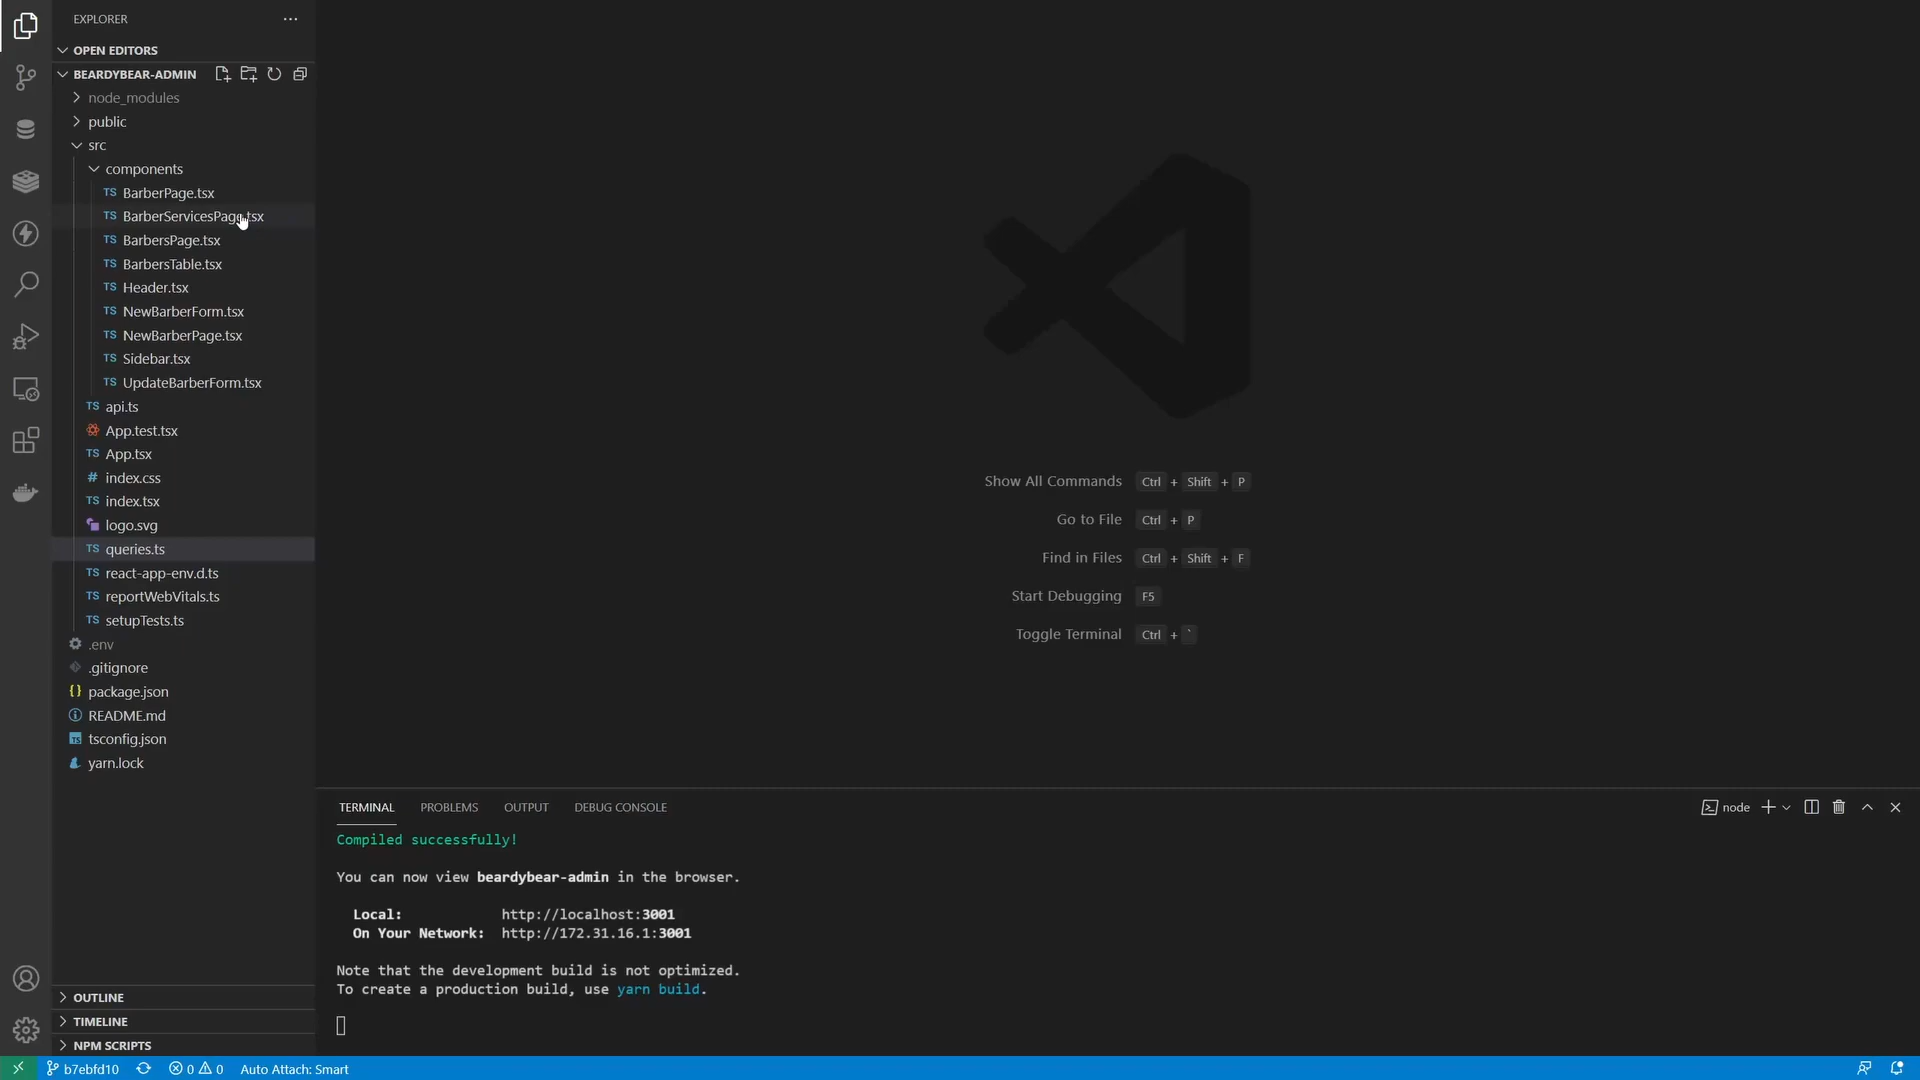 EXPLORER
OPEN EDITORS
BEARDYBEAR-ADMIN
node_modules
public
src
components
TS BarberPage.tsx
TS BarberServicesPage.tsx
TS BarbersPage.tsx
TS BarbersTable.tsx
TS Header.tsx
TS NewBarberForm.tsx
TS NewBarberPage.tsx
TS Sidebar.tsx
TS UpdateBarberForm.tsx
TS api.ts
App.test.tsx
TS App.tsx
# index.css
TS index.tsx
logo.svg
TS queries.ts
TS react-app-env.d.ts
TS reportWebVitals.ts
TS setupTests.ts
.env
.gitignore
{} package.json
README.md
TS tsconfig.json
yarn.lock
OUTLINE
TIMELINE
NPM SCRIPTS
Show All Commands Ctrl + Shift + P
Go to File Ctrl + P
Find in Files Ctrl + Shift + F
Start Debugging F5
Toggle Terminal Ctrl + `
TERMINAL PROBLEMS OUTPUT DEBUG CONSOLE node
Compiled successfully!
You can now view beardybear-admin in the browser.
Local: http://localhost:3001
On Your Network: http://172.31.16.1:3001
Note that the development build is not optimized.
To create a production build, use yarn build.
b7ebfd10 0 0 Auto Attach: Smart